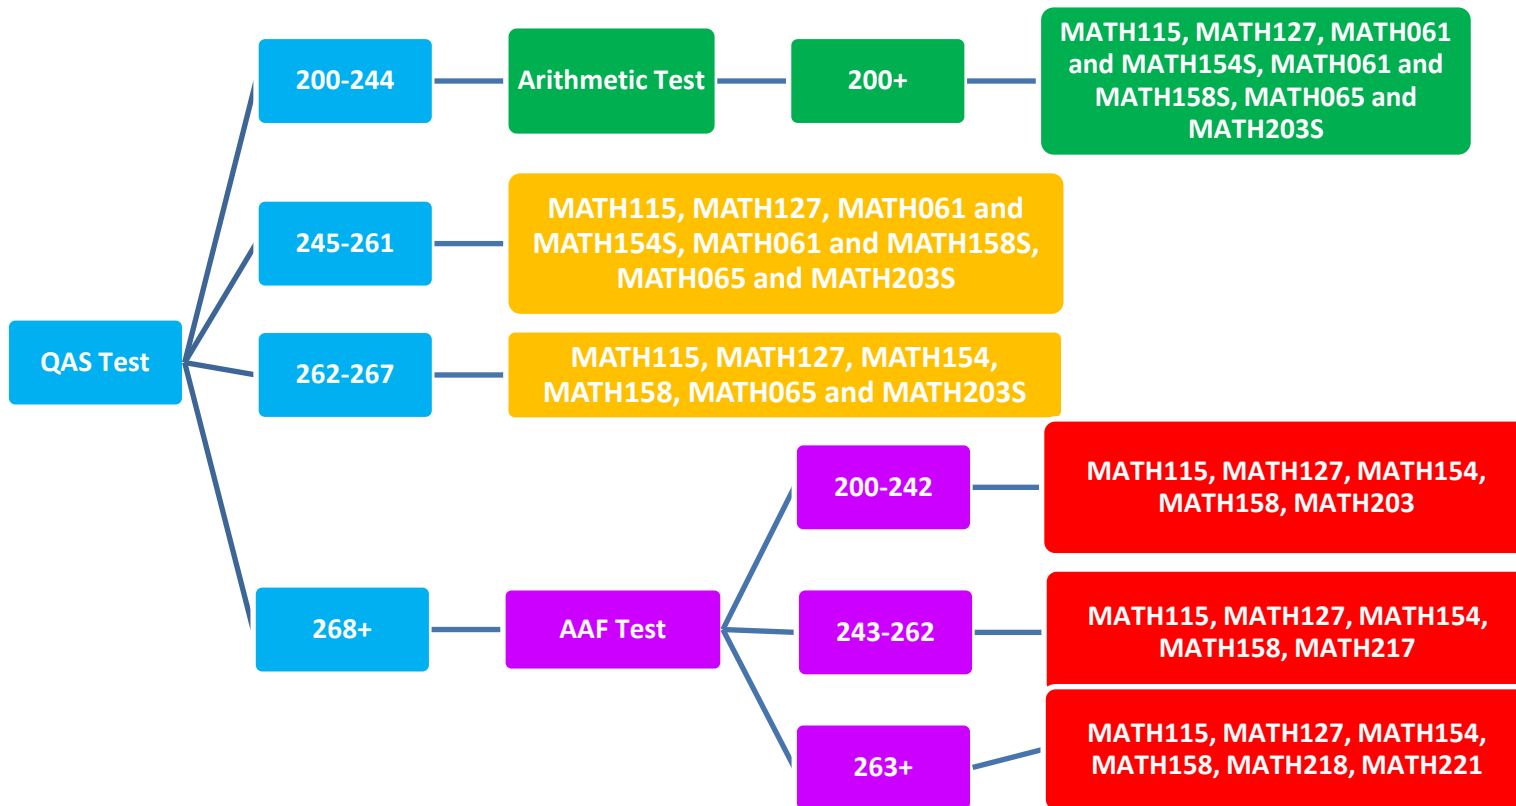 QAS Test
200-244
Arithmetic Test
200+
MATH115, MATH127, MATH061
and MATH154S, MATH061 and
MATH158S, MATH065 and
MATH203S
245-261
MATH115, MATH127, MATH061 and
MATH154S, MATH061 and MATH158S,
MATH065 and MATH203S
262-267
MATH115, MATH127, MATH154,
MATH158, MATH065 and MATH203S
268+
AAF Test
200-242
MATH115, MATH127, MATH154,
MATH158, MATH203
243-262
MATH115, MATH127, MATH154,
MATH158, MATH217
263+
MATH115, MATH127, MATH154,
MATH158, MATH218, MATH221